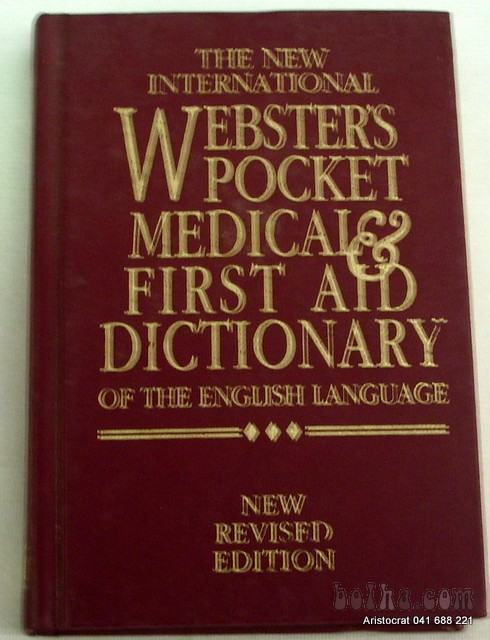 THE NEW
INTERNATIONAL
WEBSTER'S
POCKET
MEDICAL &
FIRST AID
DICTIONARY
OF THE ENGLISH LANGUAGE
NEW
REVISED
EDITION
bolha.com
Aristocrat 041 688 221